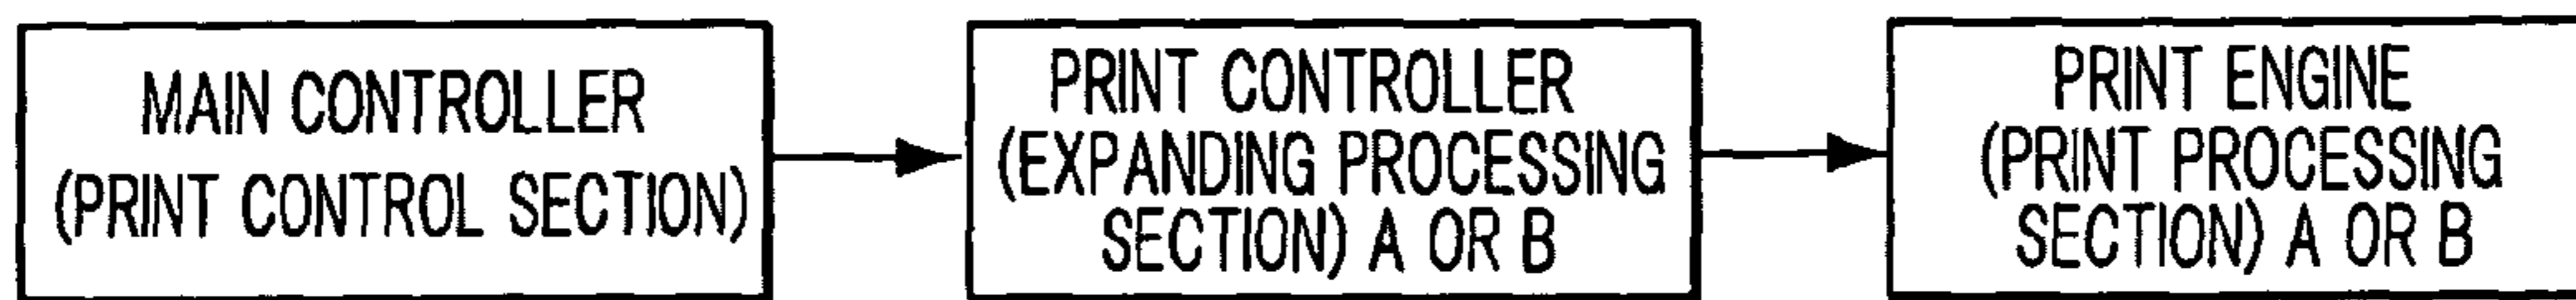 MAIN CONTROLLER
(PRINT CONTROL SECTION)
PRINT CONTROLLER
(EXPANDING PROCESSING
SECTION) A OR B
PRINT ENGINE
(PRINT PROCESSING
SECTION) A OR B